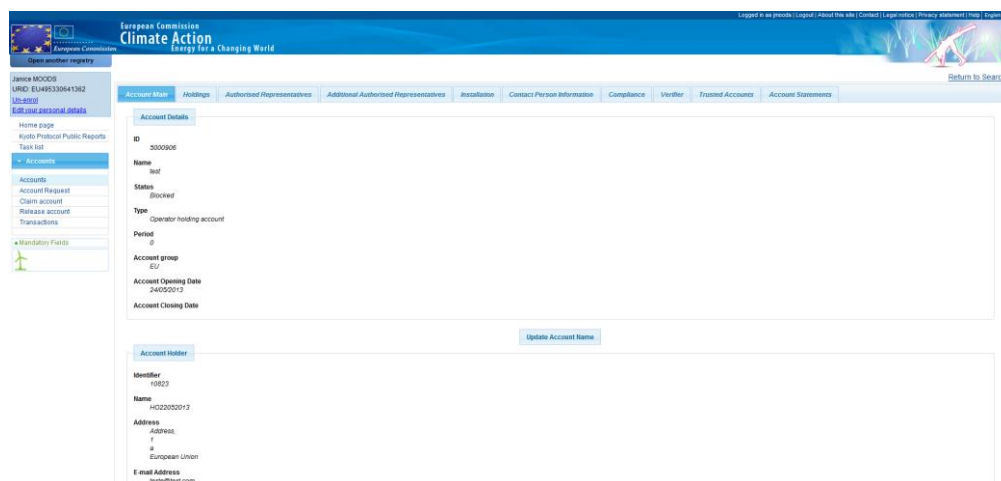 Logged in as jmoods | Logout | About this site | Contact | Legal notice | Privacy statement | Help | English
European Commission
Climate Action
Energy for a Changing World
European Commission
Open another registry
Return to Searc
Janice MOODS
URID: EU495330641362
Un-enrol
Edit your personal details
Home page
Kyoto Protocol Public Reports
Task list
Accounts
Accounts
Account Request
Claim account
Release account
Transactions
Mandatory Fields
Account Main Holdings Authorised Representatives Additional Authorised Representatives Installation Contact Person Information Compliance Verifier Trusted Accounts Account Statements
Account Details
ID
5000906
Name
test
Status
Blocked
Type
Operator holding account
Period
0
Account group
EU
Account Opening Date
24/05/2013
Account Closing Date
Update Account Name
Account Holder
Identifier
10823
Name
HO22052013
Address
Address,
1
a
European Union
E-mail Address